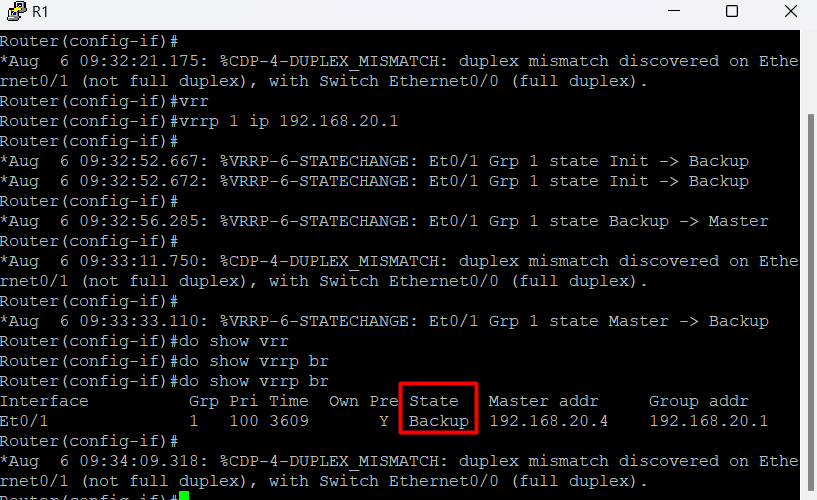 R1
Router(config-if)#
*Aug  6 09:32:21.175: %CDP-4-DUPLEX_MISMATCH: duplex mismatch discovered on Ethe
rnet0/1 (not full duplex), with Switch Ethernet0/0 (full duplex).
Router(config-if)#vrr
Router(config-if)#vrrp 1 ip 192.168.20.1
Router(config-if)#
*Aug  6 09:32:52.667: %VRRP-6-STATECHANGE: Et0/1 Grp 1 state Init -> Backup
*Aug  6 09:32:52.672: %VRRP-6-STATECHANGE: Et0/1 Grp 1 state Init -> Backup
Router(config-if)#
*Aug  6 09:32:56.285: %VRRP-6-STATECHANGE: Et0/1 Grp 1 state Backup -> Master
Router(config-if)#
*Aug  6 09:33:11.750: %CDP-4-DUPLEX_MISMATCH: duplex mismatch discovered on Ethe
rnet0/1 (not full duplex), with Switch Ethernet0/0 (full duplex).
Router(config-if)#
*Aug  6 09:33:33.110: %VRRP-6-STATECHANGE: Et0/1 Grp 1 state Master -> Backup
Router(config-if)#do show vrr
Router(config-if)#do show vrrp br
Router(config-if)#do show vrrp br
Interface          Grp Pri Time  Own Pre State   Master addr     Group addr
Et0/1              1   100 3609       Y  Backup  192.168.20.4    192.168.20.1
Router(config-if)#
*Aug  6 09:34:09.318: %CDP-4-DUPLEX_MISMATCH: duplex mismatch discovered on Ethe
rnet0/1 (not full duplex), with Switch Ethernet0/0 (full duplex).
Router(config-if)#